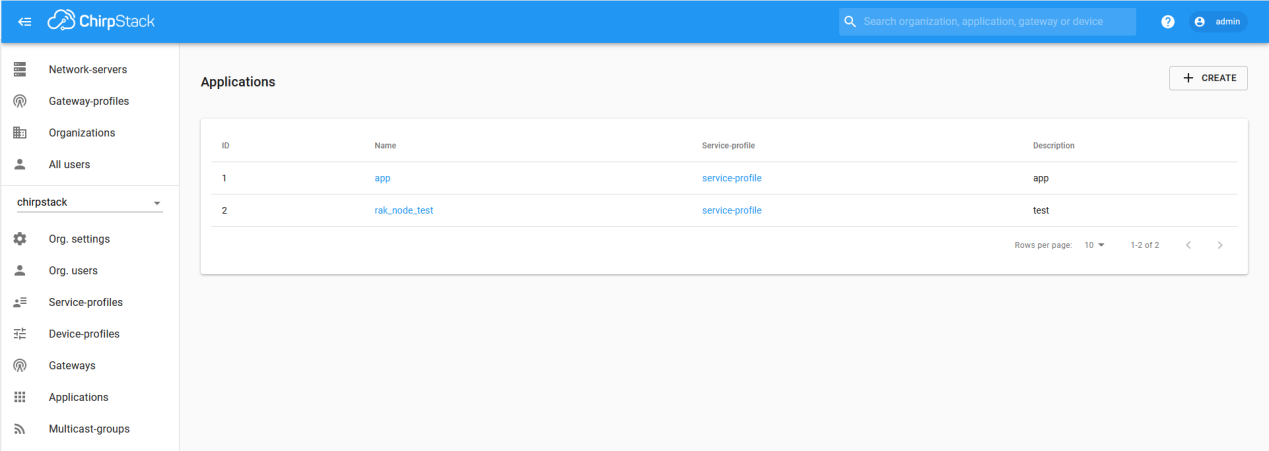 ChirpStack
Search organization, application, gateway or device
? admin
Network-servers
Gateway-profiles
Organizations
All users
chirpstack
Org. settings
Org. users
Service-profiles
Device-profiles
Gateways
Applications
Multicast-groups
Applications
+ CREATE
ID Name Service-profile Description
1 app service-profile app
2 rak_node_test service-profile test
Rows per page: 10 1-2 of 2